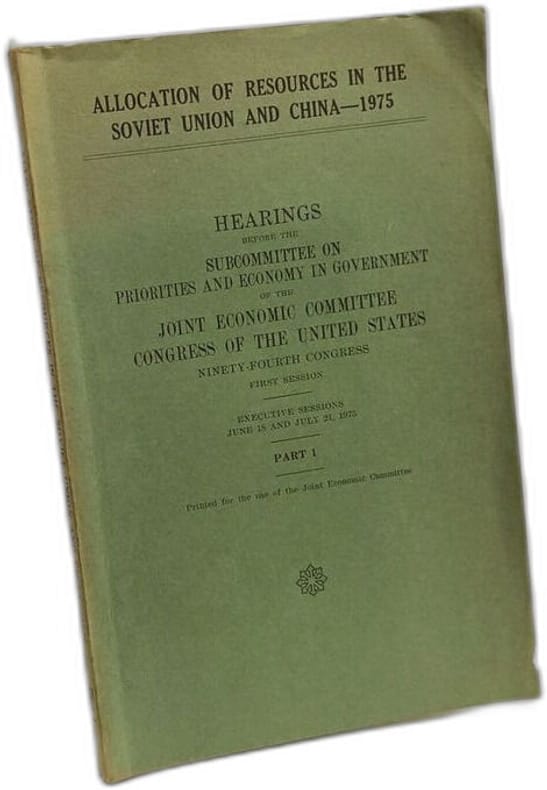 ALLOCATION OF RESOURCES IN THE
SOVIET UNION AND CHINA—1975
HEARINGS
BEFORE THE
SUBCOMMITTEE ON
PRIORITIES AND ECONOMY IN GOVERNMENT
OF THE
JOINT ECONOMIC COMMITTEE
CONGRESS OF THE UNITED STATES
NINETY-FOURTH CONGRESS
FIRST SESSION
EXECUTIVE SESSIONS
JUNE 18 AND JULY 21, 1975
PART 1
Printed for the use of the Joint Economic Committee